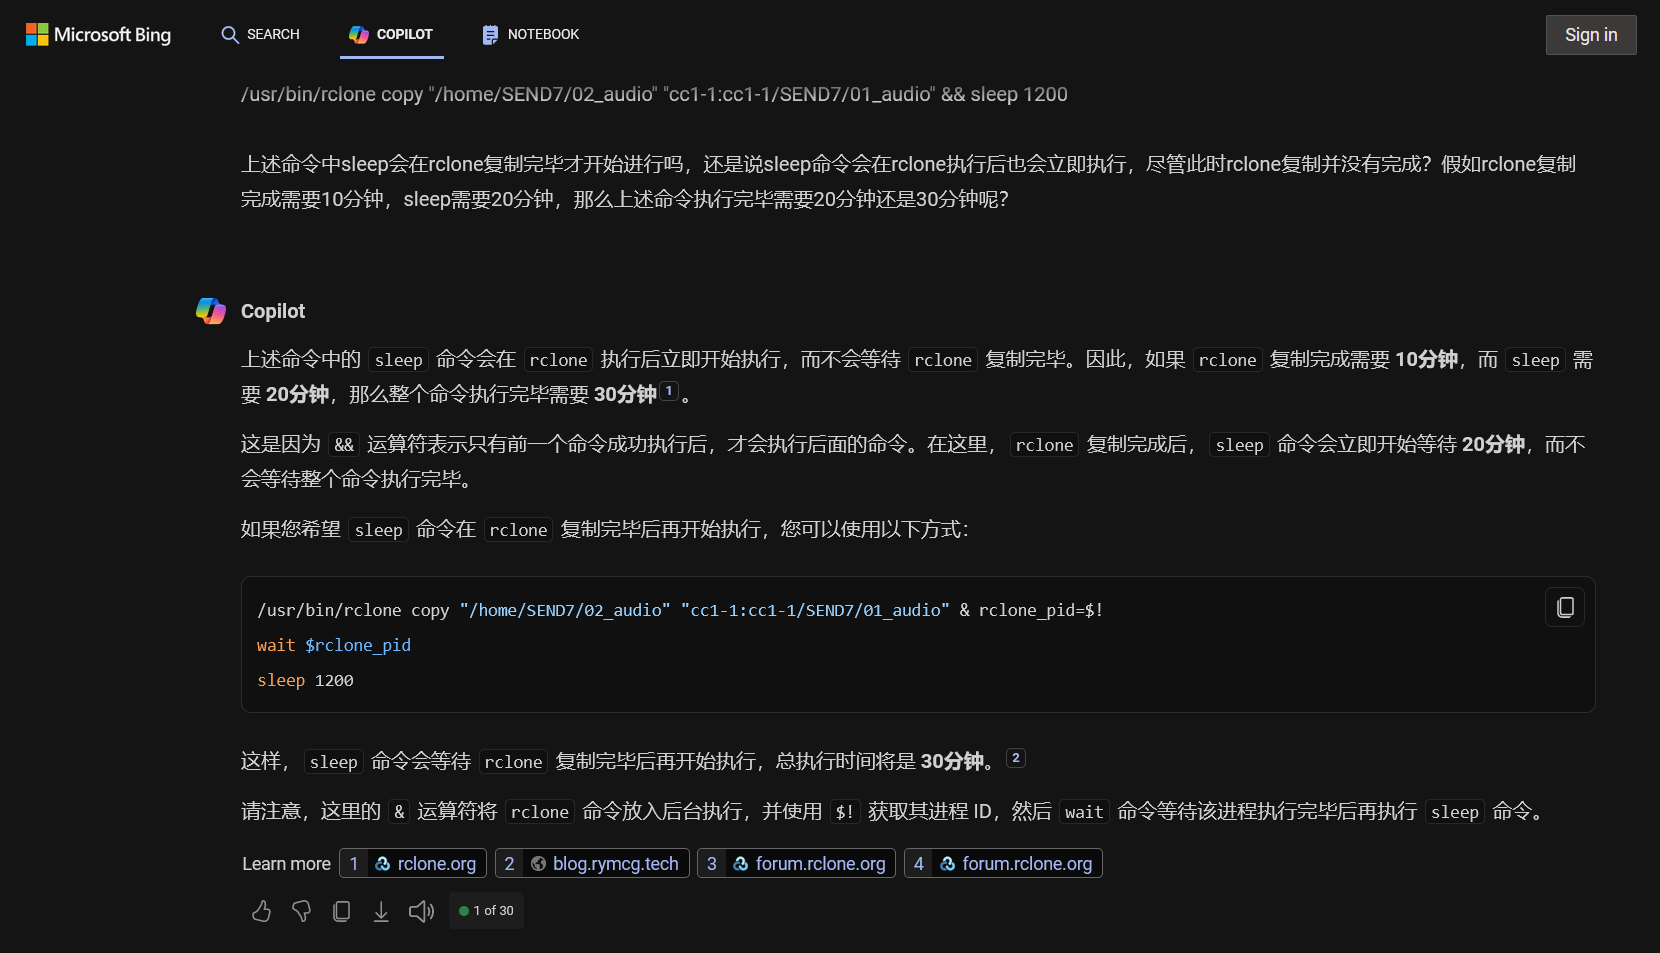 Microsoft Bing
SEARCH
COPILOT
NOTEBOOK
Sign in
/usr/bin/rclone copy "/home/SEND7/02_audio" "cc1-1:cc1-1/SEND7/01_audio" && sleep 1200
上述命令中sleep会在rclone复制完毕才开始进行吗，还是说sleep命令会在rclone执行后也会立即执行，尽管此时rclone复制并没有完成？假如rclone复制
完成需要10分钟，sleep需要20分钟，那么上述命令执行完毕需要20分钟还是30分钟呢？
Copilot
上述命令中的 sleep 命令会在 rclone 执行后立即开始执行，而不会等待 rclone 复制完毕。因此，如果 rclone 复制完成需要 10分钟，而 sleep 需
要 20分钟，那么整个命令执行完毕需要 30分钟 1 。
这是因为 && 运算符表示只有前一个命令成功执行后，才会执行后面的命令。在这里， rclone 复制完成后， sleep 命令会立即开始等待 20分钟，而不
会等待整个命令执行完毕。
如果您希望 sleep 命令在 rclone 复制完毕后再开始执行，您可以使用以下方式：
/usr/bin/rclone copy "/home/SEND7/02_audio" "cc1-1:cc1-1/SEND7/01_audio" & rclone_pid=$!
wait $rclone_pid
sleep 1200
这样， sleep 命令会等待 rclone 复制完毕后再开始执行，总执行时间将是 30分钟。 2
请注意，这里的 & 运算符将 rclone 命令放入后台执行，并使用 $! 获取其进程 ID，然后 wait 命令等待该进程执行完毕后再执行 sleep 命令。
Learn more 1 rclone.org 2 blog.rymcg.tech 3 forum.rclone.org 4 forum.rclone.org
1 of 30